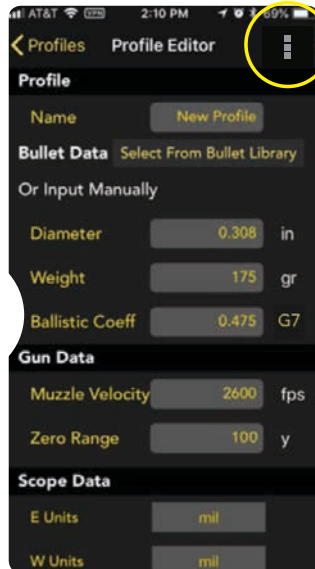 AT&T 2:10 PM 69%
Profiles Profile Editor
Profile
Name New Profile
Bullet Data Select From Bullet Library
Or Input Manually
Diameter 0.308 in
Weight 175 gr
Ballistic Coeff 0.475 G7
Gun Data
Muzzle Velocity 2600 fps
Zero Range 100 y
Scope Data
E Units mil
W Units mil